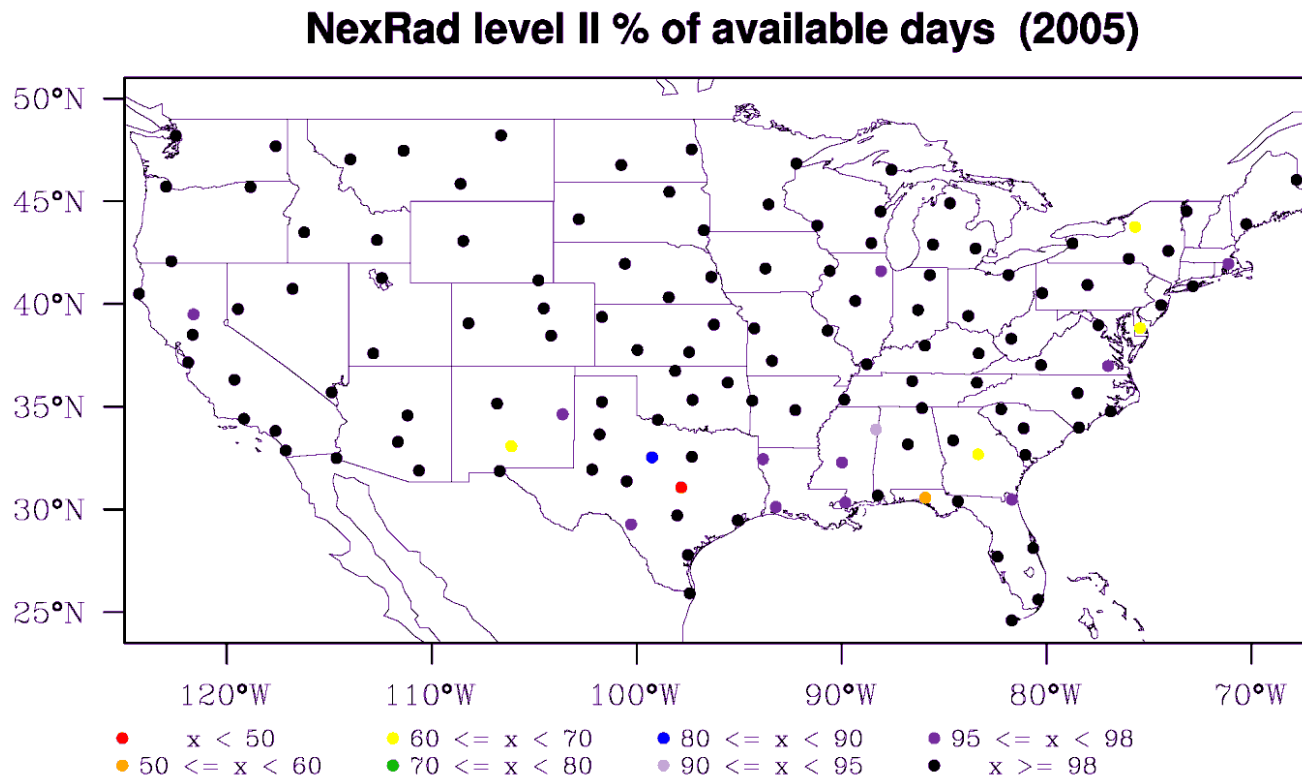 NexRad level II % of available days (2005)
50°N
45°N
40°N
35°N
30°N
25°N
120°W 110°W 100°W 90°W 80°W 70°W
x < 50 60 <= x < 70 80 <= x < 90 95 <= x < 98
50 <= x < 60 70 <= x < 80 90 <= x < 95 x >= 98